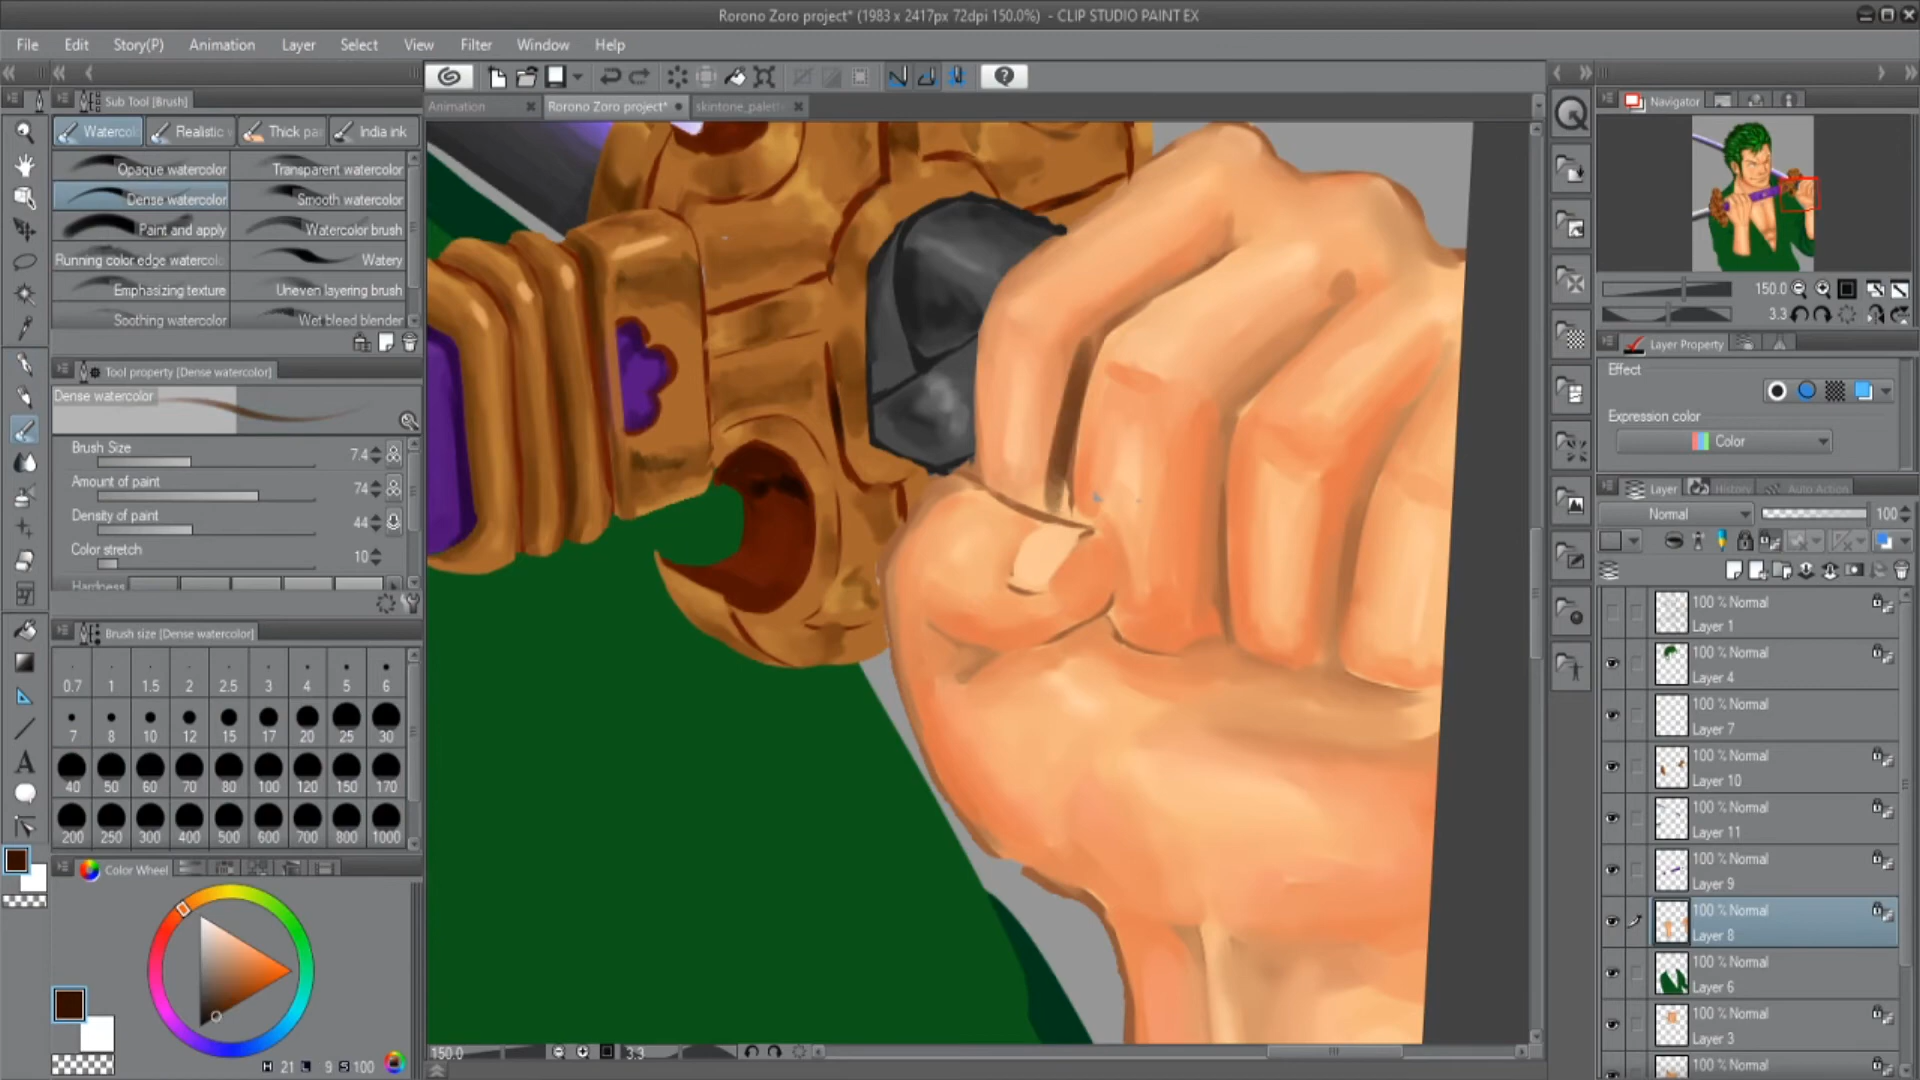 Rorono Zoro project* (1983 x 2417px 72dpi 150.0%) - CLIP STUDIO PAINT EX
File Edit Story(P) Animation Layer Select View Filter Window Help
Sub Tool [Brush]
Watercol Realistic w Thick pai India ink
Opaque watercolor Transparent watercolor
Dense watercolor Smooth watercolor
Paint and apply Watercolor brush
Running color edge watercolo Watery
Emphasizing texture Uneven layering brush
Soothing watercolor Wet bleed blender
Tool property [Dense watercolor]
Dense watercolor
Brush Size 7.4
Amount of paint 74
Density of paint 44
Color stretch 10
Hardness
Brush size [Dense watercolor]
0.7 1 1.5 2 2.5 3 4 5 6
7 8 10 12 15 17 20 25 30
40 50 60 70 80 100 120 150 170
200 250 300 400 500 600 700 800 1000
Color Wheel
H 21 L 9 S 100
Animation Rorono Zoro project* skintone_palett
150.0 3.3
Navigator
150.0
3.3
Layer Property
Effect
Expression color
Color
Layer History Auto Action
Normal 100
100 % Normal
Layer 1
100 % Normal
Layer 4
100 % Normal
Layer 7
100 % Normal
Layer 10
100 % Normal
Layer 11
100 % Normal
Layer 9
100 % Normal
Layer 8
100 % Normal
Layer 6
100 % Normal
Layer 3
100 % Normal